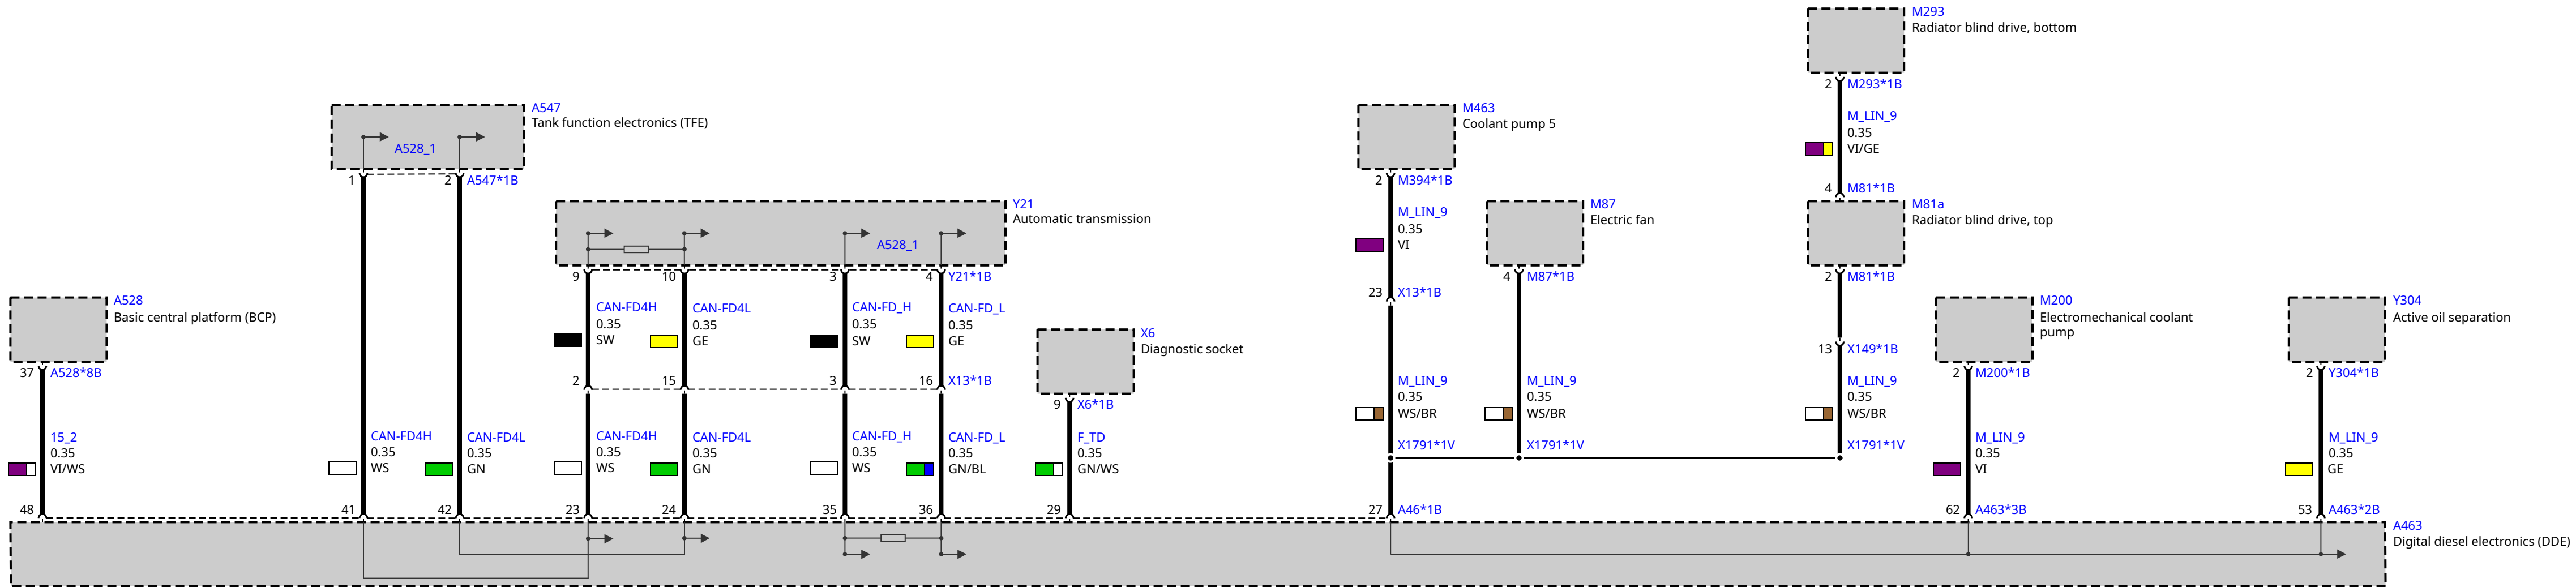 M293
Radiator blind drive, bottom
2
M293*1B
M_LIN_9
0.35
VI/GE
4
M81*1B
A547
Tank function electronics (TFE)
A528_1
1
2
A547*1B
M463
Coolant pump 5
2
M394*1B
M_LIN_9
0.35
VI
23
X13*1B
Y21
Automatic transmission
A528_1
9
10
3
4
Y21*1B
M87
Electric fan
4
M87*1B
M81a
Radiator blind drive, top
2
M81*1B
13
X149*1B
A528
Basic central platform (BCP)
37
A528*8B
CAN-FD4H
0.35
SW
CAN-FD4L
0.35
GE
CAN-FD_H
0.35
SW
CAN-FD_L
0.35
GE
2
15
3
16
X13*1B
X6
Diagnostic socket
9
X6*1B
M200
Electromechanical coolant
pump
2
M200*1B
Y304
Active oil separation
2
Y304*1B
M_LIN_9
0.35
WS/BR
X1791*1V
M_LIN_9
0.35
WS/BR
X1791*1V
M_LIN_9
0.35
WS/BR
X1791*1V
15_2
0.35
VI/WS
CAN-FD4H
0.35
WS
CAN-FD4L
0.35
GN
CAN-FD4H
0.35
WS
CAN-FD4L
0.35
GN
CAN-FD_H
0.35
WS
CAN-FD_L
0.35
GN/BL
F_TD
0.35
GN/WS
M_LIN_9
0.35
VI
M_LIN_9
0.35
GE
48
41
42
23
24
35
36
29
27
A46*1B
62
A463*3B
53
A463*2B
A463
Digital diesel electronics (DDE)